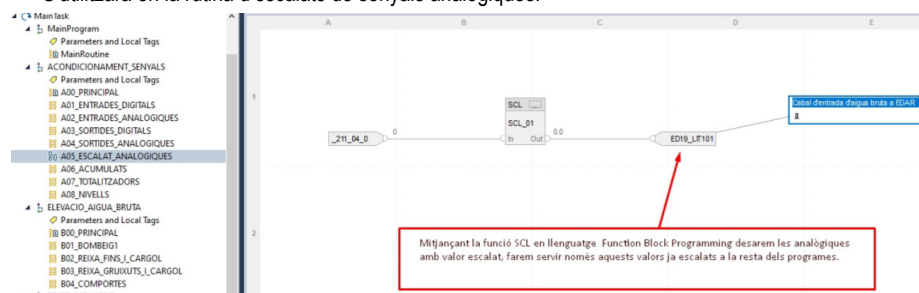 S'utilitzarà en la rutina d'escalats de senyals analògiques.
MainTask
MainProgram
Parameters and Local Tags
MainRoutine
ACONDICIONAMENT_SENYALS
Parameters and Local Tags
A00_PRINCIPAL
A01_ENTRADES_DIGITALS
A02_ENTRADES_ANALOGIQUES
A03_SORTIDES_DIGITALS
A04_SORTIDES_ANALOGIQUES
A05_ESCALAT_ANALOGIQUES
A06_ACUMULATS
A07_TOTALITZADORS
A08_NIVELLS
ELEVACIO_AIGUA_BRUTA
Parameters and Local Tags
B00_PRINCIPAL
B01_BOMBEIG1
B02_REIXA_FINS_I_CARGOL
B03_REIXA_GRUIXUTS_I_CARGOL
B04_COMPORTES
A B C D E
1
2
SCL ...
SCL_01
In Out
_211_04_0
0
0.0
ED19_LIT101
Cabal d'entrada d'aigua bruta a EDAR
Mitjançant la funció SCL en llenguatge Function Block Programming desarem les analògiques
amb valor escalat, farem servir només aquests valors ja escalats a la resta dels programes.